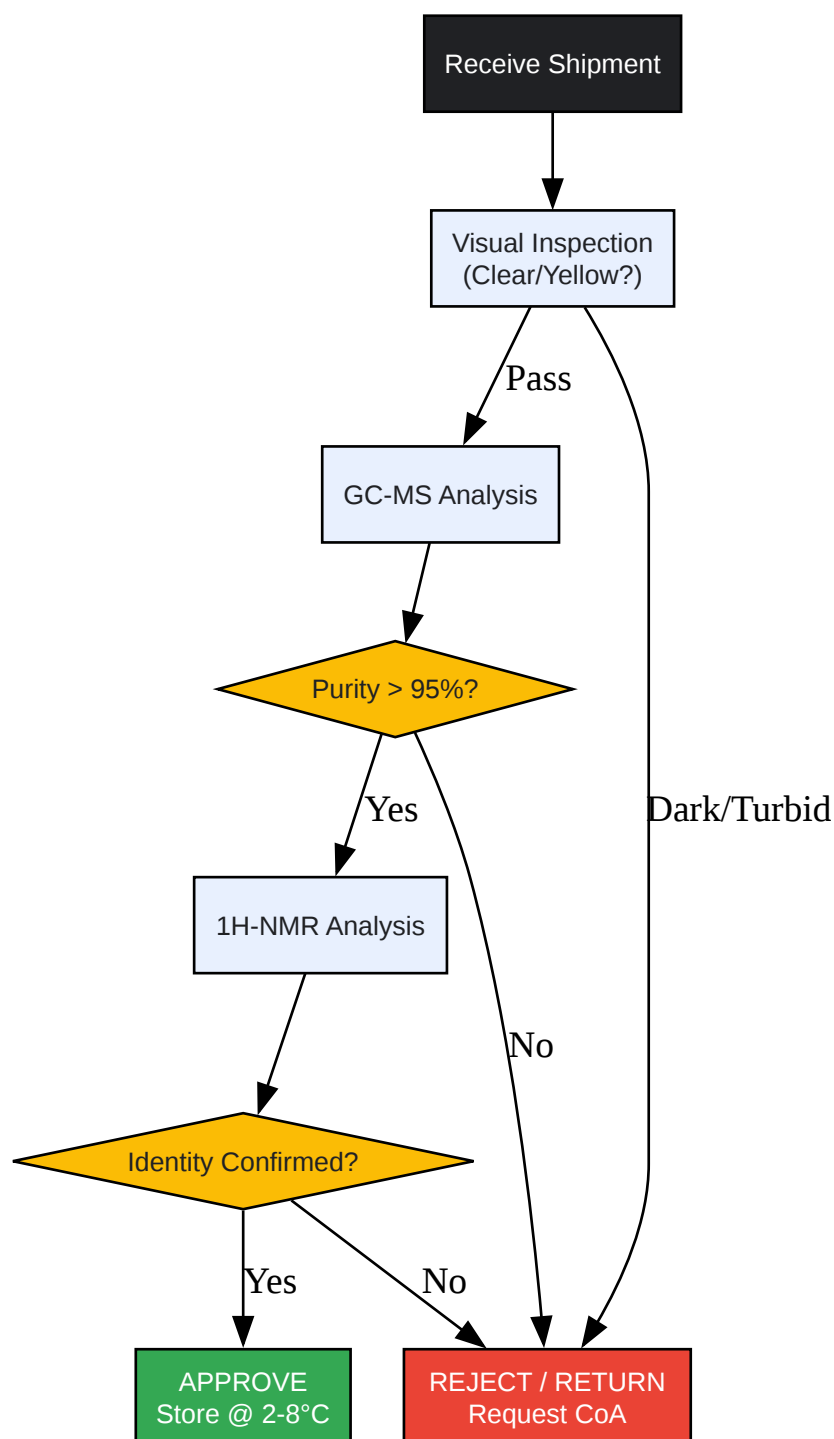 Receive Shipment
Visual Inspection
(Clear/Yellow?)
Pass
GC-MS Analysis
Purity > 95%?
Yes
Dark/Turbid
1H-NMR Analysis
No
Identity Confirmed?
Yes
No
APPROVE
Store @ 2-8°C
REJECT / RETURN
Request CoA